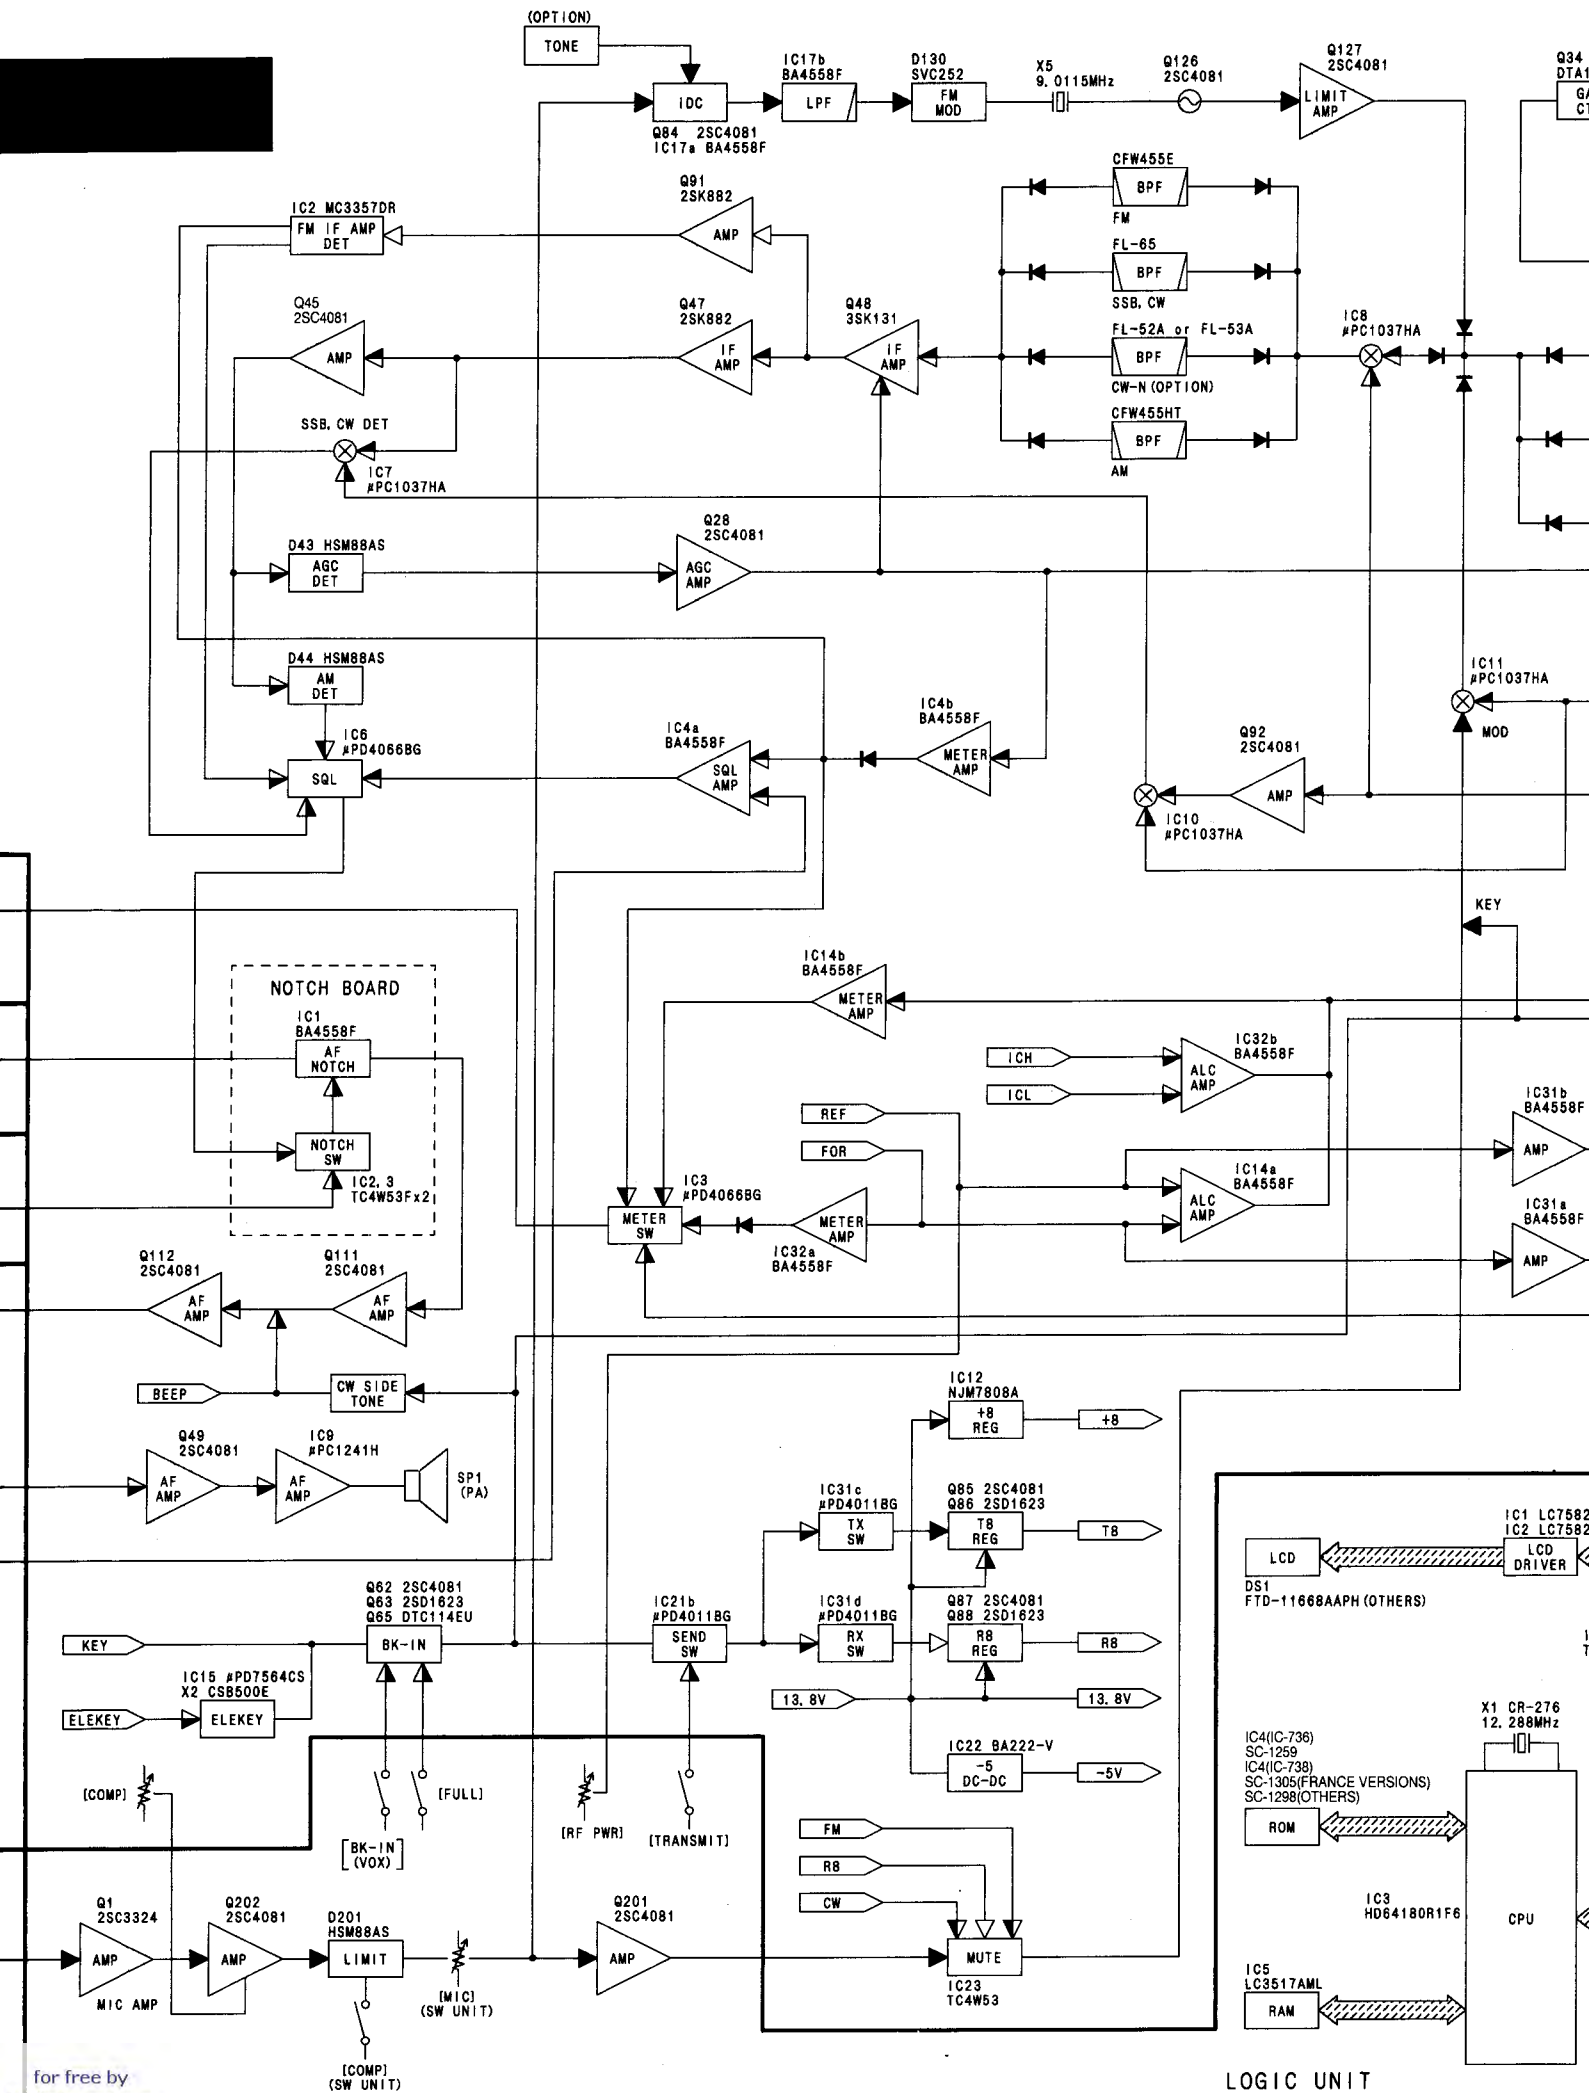 (OPTION)
TONE
IDC
Q84 2SC4081
IC17a BA4558F
IC17b
BA4558F
LPF
D130
SVC252
FM
MOD
X5
9.0115MHz
Q126
2SC4081
Q127
2SC4081
LIMIT
AMP
Q34
CFW455E
BPF
FM
FL-65
BPF
SSB, CW
FL-52A or FL-53A
BPF
CW-N(OPTION)
CFW455HT
BPF
AM
IC8
µPC1037HA
Q91
2SK882
AMP
IC2 MC3357DR
FM IF AMP
DET
Q45
2SC4081
AMP
Q47
2SK882
IF
AMP
Q48
3SK131
IF
AMP
SSB, CW DET
IC7
µPC1037HA
D43 HSM88AS
AGC
DET
Q28
2SC4081
AGC
AMP
D44 HSM88AS
AM
DET
IC6
µPD4066BG
SQL
IC4a
BA4558F
SQL
AMP
IC4b
BA4558F
METER
AMP
IC11
µPC1037HA
MOD
Q92
2SC4081
AMP
IC10
µPC1037HA
KEY
NOTCH BOARD
IC1
BA4558F
AF
NOTCH
NOTCH
SW
IC2,3
TC4W53Fx2
IC14b
BA4558F
METER
AMP
ICH
ICL
IC32b
BA4558F
ALC
AMP
REF
FOR
IC14a
BA4558F
ALC
AMP
IC31b
BA4558F
AMP
IC31a
BA4558F
AMP
IC3
µPD4066BG
METER
SW
METER
AMP
IC32a
BA4558F
Q112
2SC4081
AF
AMP
Q111
2SC4081
AF
AMP
BEEP
CW SIDE
TONE
Q49
2SC4081
AF
AMP
IC9
µPC1241H
AF
AMP
SP1
(PA)
IC12
NJM7808A
+8
REG
+8
IC31c
µPD4011BG
TX
SW
Q85 2SC4081
Q86 2SD1623
T8
REG
T8
IC31d
µPD4011BG
RX
SW
Q87 2SC4081
Q88 2SD1623
R8
REG
R8
13.8V
13.8V
IC22 BA222-V
-5
DC-DC
-5V
Q62 2SC4081
Q63 2SD1623
Q65 DTC114EU
BK-IN
IC21b
µPD4011BG
SEND
SW
KEY
IC15 µPD7564CS
X2 CSB500E
ELEKEY
ELEKEY
[COMP]
[FULL]
[BK-IN
(VOX)]
[RF PWR]
[TRANSMIT]
FM
R8
CW
MUTE
IC23
TC4W53
Q1
2SC3324
AMP
MIC AMP
Q202
2SC4081
AMP
D201
HSM88AS
LIMIT
[MIC]
(SW UNIT)
[COMP]
(SW UNIT)
Q201
2SC4081
AMP
LCD
DS1
FTD-11668AAPH(OTHERS)
IC1 LC7582
IC2 LC7582
LCD
DRIVER
X1 CR-276
12.288MHz
IC4(IC-736)
SC-1259
IC4(IC-738)
SC-1305(FRANCE VERSIONS)
SC-1298(OTHERS)
ROM
IC3
HD64180R1F6
CPU
IC5
LC3517AML
RAM
LOGIC UNIT
for free by